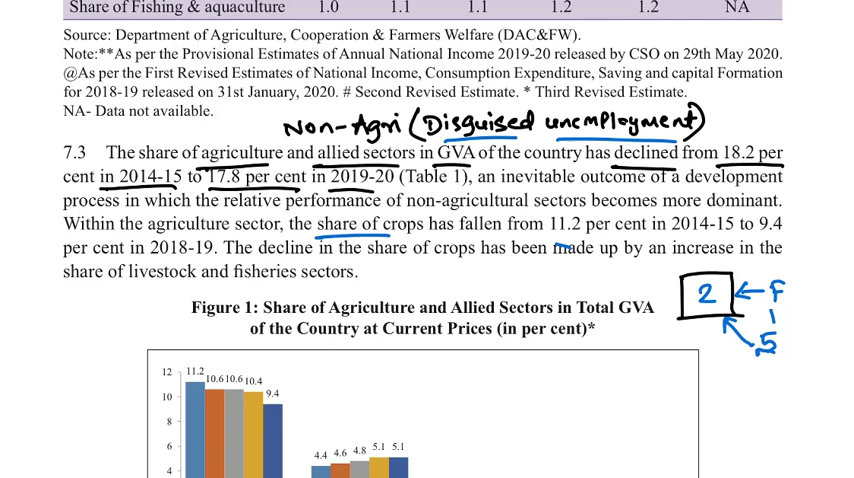 Share of Fishing & aquaculture 1.0 1.1 1.1 1.2 1.2 NA
Source: Department of Agriculture, Cooperation & Farmers Welfare (DAC&FW).
Note:**As per the Provisional Estimates of Annual National Income 2019-20 released by CSO on 29th May 2020.
@As per the First Revised Estimates of National Income, Consumption Expenditure, Saving and capital Formation
for 2018-19 released on 31st January, 2020. # Second Revised Estimate. * Third Revised Estimate.
NA- Data not available.
Non-Agri (Disguised unemployment)
7.3 The share of agriculture and allied sectors in GVA of the country has declined from 18.2 per
cent in 2014-15 to 17.8 per cent in 2019-20 (Table 1), an inevitable outcome of a development
process in which the relative performance of non-agricultural sectors becomes more dominant.
Within the agriculture sector, the share of crops has fallen from 11.2 per cent in 2014-15 to 9.4
per cent in 2018-19. The decline in the share of crops has been made up by an increase in the
share of livestock and fisheries sectors.
2 F
5
Figure 1: Share of Agriculture and Allied Sectors in Total GVA
of the Country at Current Prices (in per cent)*
12 11.2 10.6 10.6 10.4
10 9.4
8
6 4.4 4.6 4.8 5.1 5.1
4